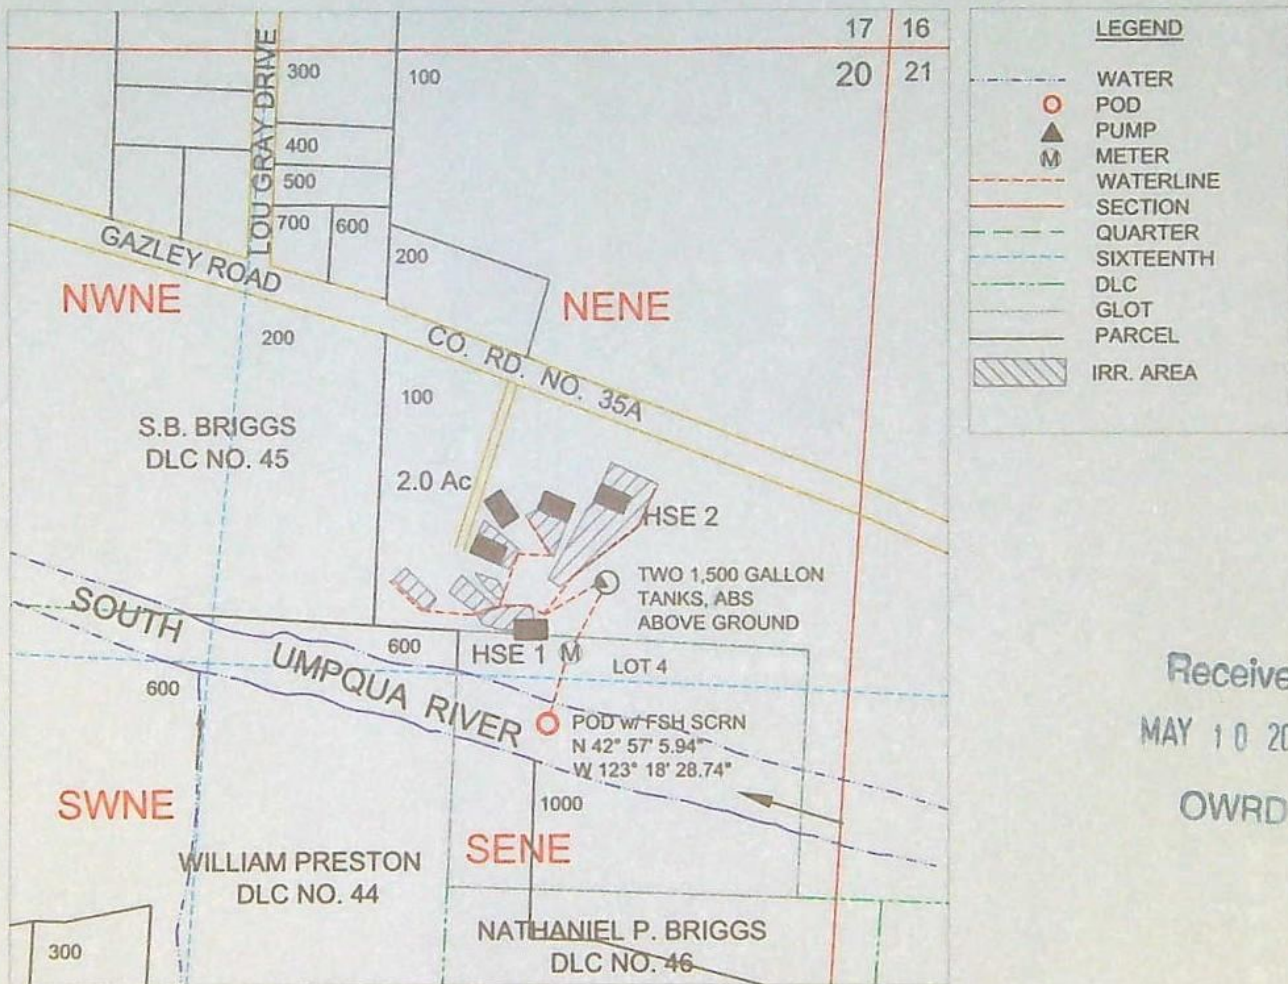 17 16
20 21
LOU GRAY DRIVE
300
100
400
500
700
600
200
GAZLEY ROAD
NWNE
NENE
200
CO. RD. NO. 35A
100
S.B. BRIGGS
DLC NO. 45
2.0 Ac
HSE 2
TWO 1,500 GALLON
TANKS, ABS
ABOVE GROUND
SOUTH UMPQUA RIVER
600
HSE 1 M
LOT 4
600
POD w/ FSH SCRN
N 42° 57' 5.94"
W 123° 18' 28.74"
SWNE
1000
SENE
WILLIAM PRESTON
DLC NO. 44
NATHANIEL P. BRIGGS
DLC NO. 46
300
LEGEND
WATER
POD
PUMP
M METER
WATERLINE
SECTION
QUARTER
SIXTEENTH
DLC
GLOT
PARCEL
IRR. AREA
Receive
MAY 10 20
OWRD